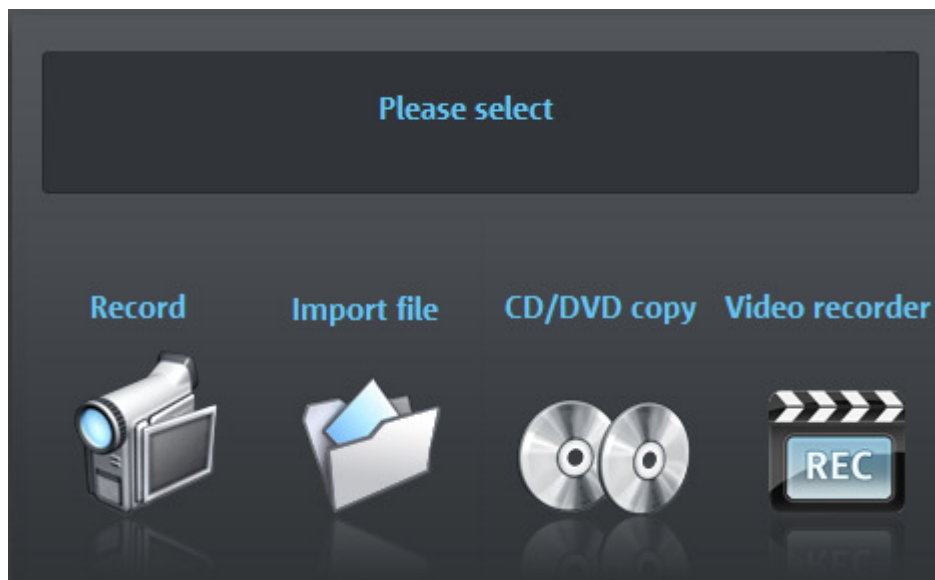 Please select
Record
Import file
CD/DVD copy
Video recorder
REC